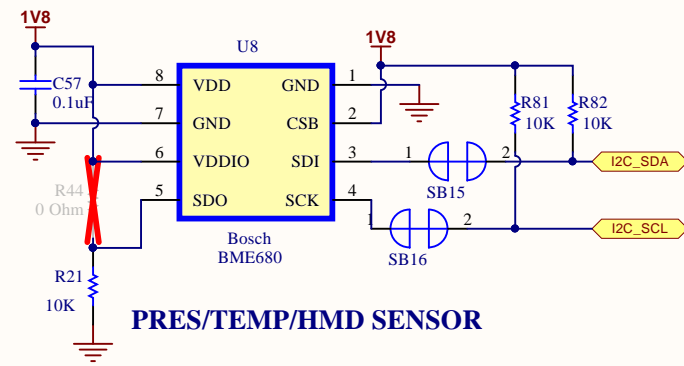 1V8
U8
1V8
C57
0.1uF
8
VDD
GND
1
7
GND
CSB
2
6
VDDIO
SDI
3
5
SDO
SCK
4
R81
10K
R82
10K
1
2
SB15
I2C_SDA
1
2
SB16
I2C_SCL
R44
0 Ohm
Bosch
BME680
R21
10K
PRES/TEMP/HMD SENSOR